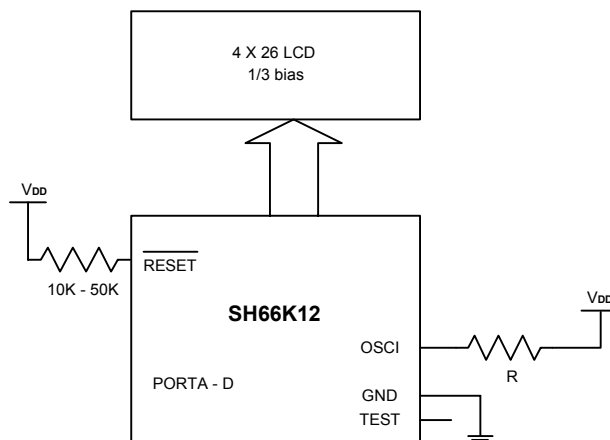 4 X 26 LCD
1/3 bias
VDD
RESET
10K - 50K
SH66K12
VDD
OSCI
R
PORTA - D
GND
TEST